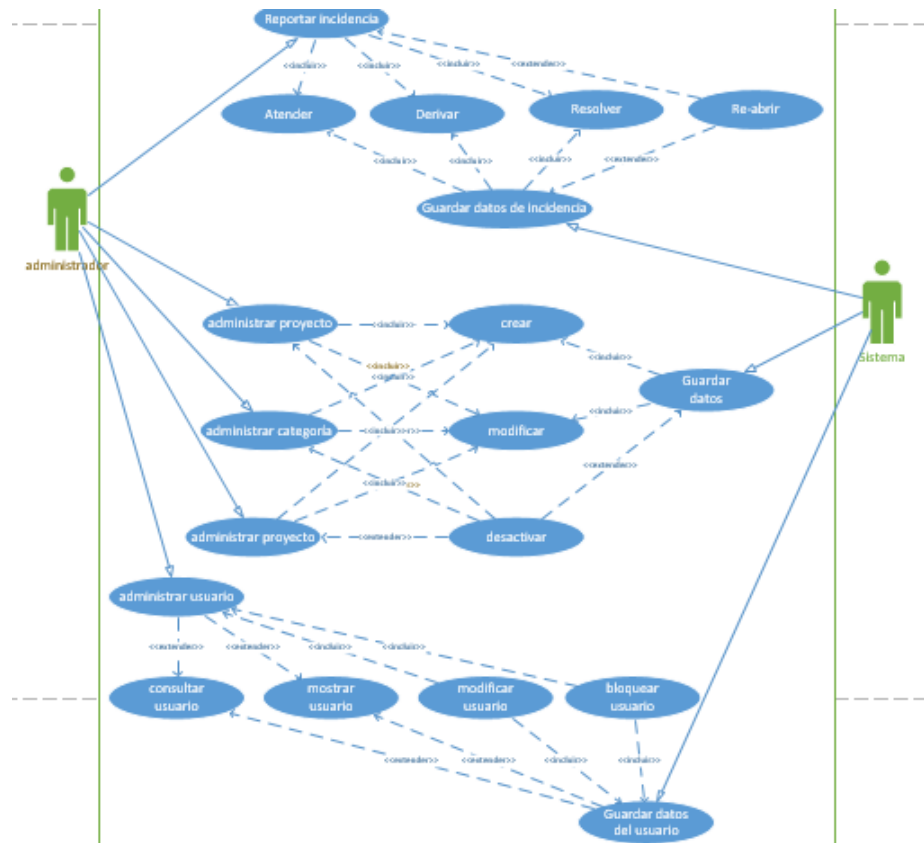 Reportar incidencia
<<incluir>>
<<incluir>>
<<incluir>>
<<extender>>
Atender
Derivar
Resolver
Re-abrir
<<incluir>>
<<incluir>>
<<incluir>>
<<extender>>
Guardar datos de incidencia
administrador
Sistema
administrar proyecto
<<incluir>>
crear
<<incluir>>
<<incluir>>
<<incluir>>
Guardar
datos
administrar categoría
<<incluir>>
modificar
<<incluir>>
<<incluir>>
<<extender>>
administrar proyecto
<<extender>>
desactivar
administrar usuario
<<extender>>
<<extender>>
<<incluir>>
<<incluir>>
consultar
usuario
mostrar
usuario
modificar
usuario
bloquear
usuario
<<extender>>
<<extender>>
<<incluir>>
<<incluir>>
Guardar datos
del usuario